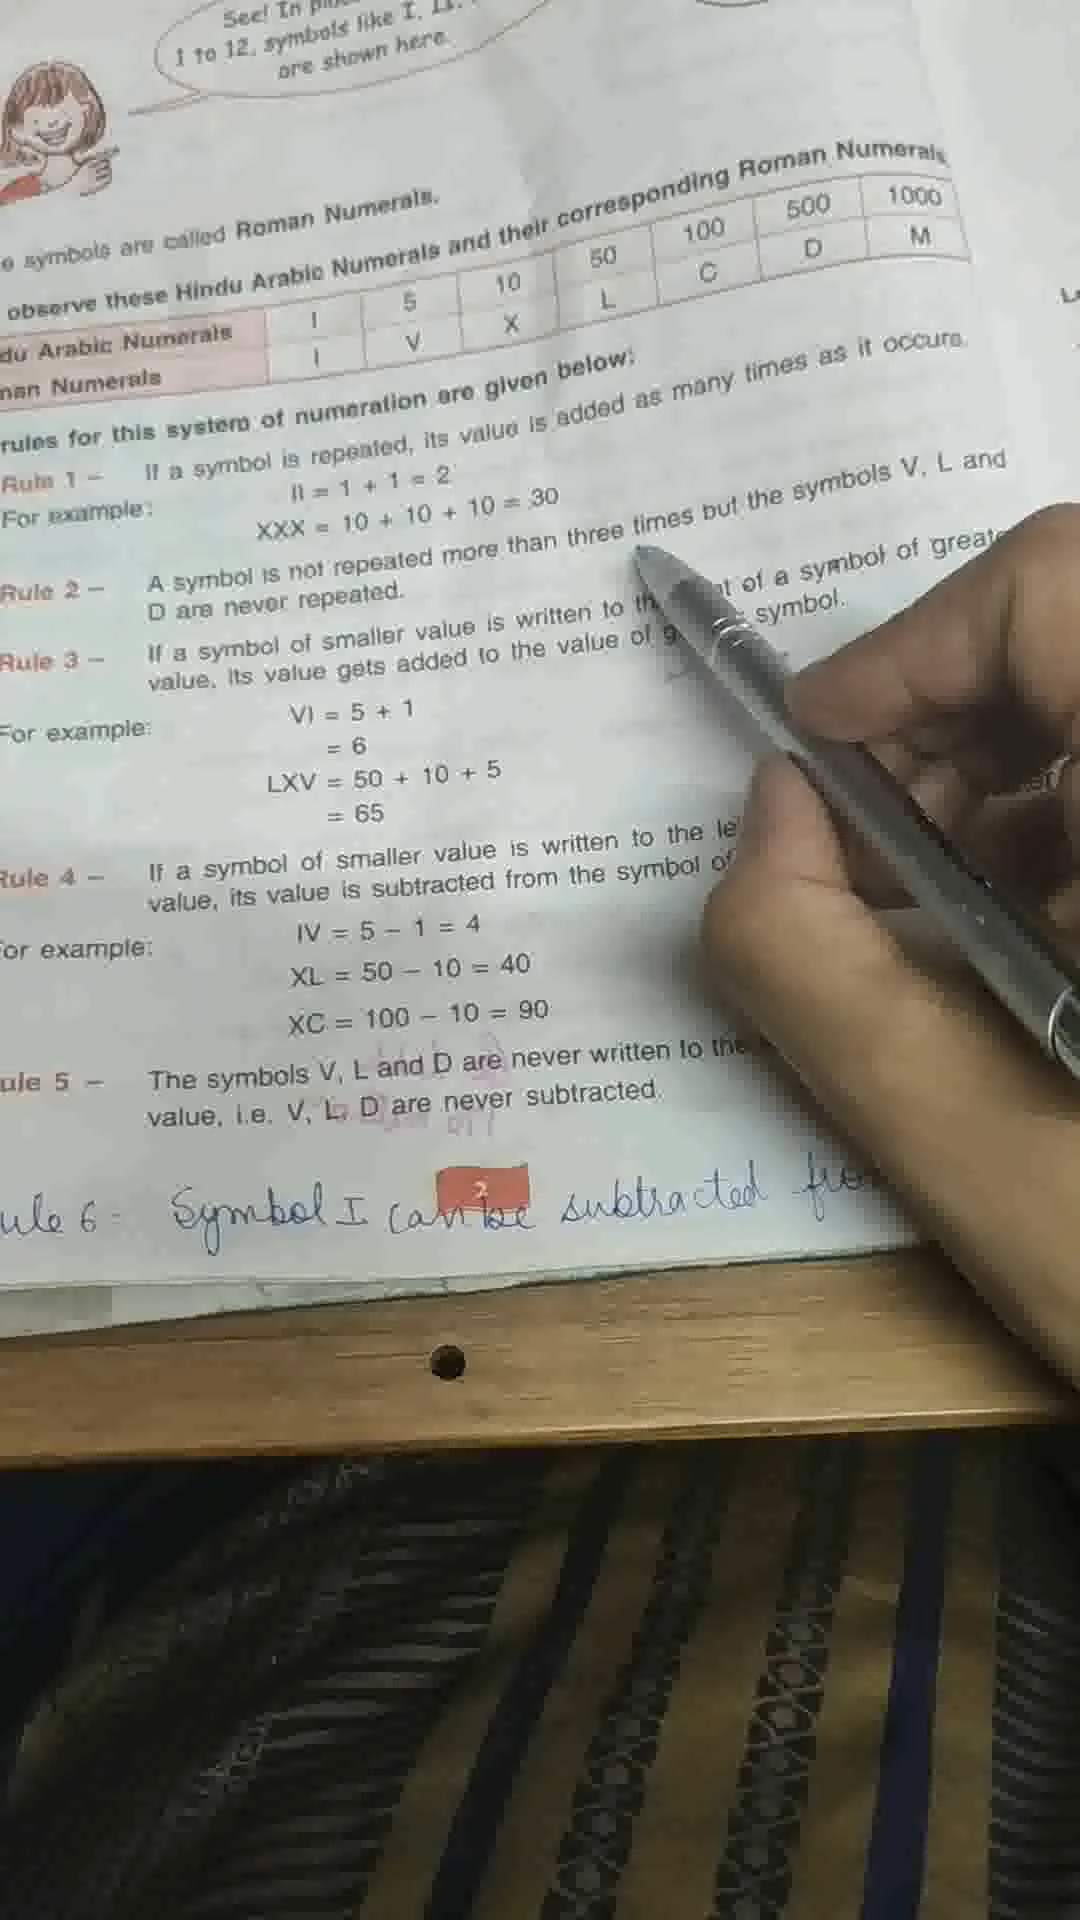 See! In
1 to 12, symbols like I, II,
are shown here.
symbols are called Roman Numerals.
observe these Hindu Arabic Numerals and their corresponding Roman Numerals
du Arabic Numerals 1 5 10 50 100 500 1000
man Numerals I V X L C D M
rules for this system of numeration are given below:
Rule 1 – If a symbol is repeated, its value is added as many times as it occurs.
For example: II = 1 + 1 = 2
XXX = 10 + 10 + 10 = 30
Rule 2 – A symbol is not repeated more than three times but the symbols V, L and
D are never repeated.
Rule 3 – If a symbol of smaller value is written to th of a symbol of greate
value, its value gets added to the value of g symbol.
For example: VI = 5 + 1
= 6
LXV = 50 + 10 + 5
= 65
Rule 4 – If a symbol of smaller value is written to the le
value, its value is subtracted from the symbol of
or example: IV = 5 – 1 = 4
XL = 50 – 10 = 40
XC = 100 – 10 = 90
ule 5 – The symbols V, L and D are never written to the
value, i.e. V, L, D are never subtracted.
2
ule 6 = Symbol I can be subtracted